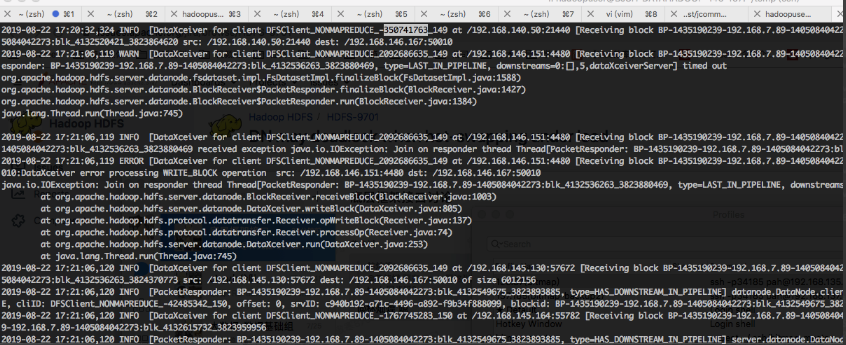 ~ (zsh) ⌘1 ~ (zsh) ⌘2 hadoopus... ⌘3 ~ (zsh) ⌘4 ~ (zsh) ⌘5 ~ (zsh) ⌘6 ~ (zsh) ⌘7 vi (vim) ⌘8 ..st/comm... hadoopuse...
2019-08-22 17:20:32,324 INFO [DataXceiver for client DFSClient_NONMAPREDUCE_-350741763_149 at /192.168.140.50:21440 [Receiving block BP-1435190239-192.168.7.89-140508404227
5084042273:blk_4132520421_3823864620 src: /192.168.140.50:21440 dest: /192.168.146.167:50010
2019-08-22 17:21:06,119 WARN [DataXceiver for client DFSClient_NONMAPREDUCE_2092686635_149 at /192.168.146.151:4480 [Receiving block BP-1435190239-192.168.7.89-1405084042
esponder: BP-1435190239-192.168.7.89-1405084042273:blk_4132536263_3823880469, type=LAST_IN_PIPELINE, downstreams=0:[],5,dataXceiverServer] timed out
org.apache.hadoop.hdfs.server.datanode.fsdataset.impl.FsDatasetImpl.finalizeBlock(FsDatasetImpl.java:1588)
org.apache.hadoop.hdfs.server.datanode.BlockReceiver$PacketResponder.finalizeBlock(BlockReceiver.java:1427)
org.apache.hadoop.hdfs.server.datanode.BlockReceiver$PacketResponder.run(BlockReceiver.java:1384)
java.lang.Thread.run(Thread.java:745)
Hadoop HDFS
Hadoop HDFS / HDFS-9701
2019-08-22 17:21:06,119 INFO [DataXceiver for client DFSClient_NONMAPREDUCE_2092686635_149 at /192.168.146.151:4480 [Receiving block BP-1435190239-192.168.7.89-1405084042
1405084042273:blk_4132536263_3823880469 received exception java.io.IOException: Join on responder thread Thread[PacketResponder: BP-1435190239-192.168.7.89-1405084042273:b
2019-08-22 17:21:06,119 ERROR [DataXceiver for client DFSClient_NONMAPREDUCE_2092686635_149 at /192.168.146.151:4480 [Receiving block BP-1435190239-192.168.7.89-1405084042
010:DataXceiver error processing WRITE_BLOCK operation src: /192.168.146.151:4480 dst: /192.168.146.167:50010
java.io.IOException: Join on responder thread Thread[PacketResponder: BP-1435190239-192.168.7.89-1405084042273:blk_4132536263_3823880469, type=LAST_IN_PIPELINE, downstreams
at org.apache.hadoop.hdfs.server.datanode.BlockReceiver.receiveBlock(BlockReceiver.java:1003)
at org.apache.hadoop.hdfs.server.datanode.DataXceiver.writeBlock(DataXceiver.java:805)
at org.apache.hadoop.hdfs.protocol.datatransfer.Receiver.opWriteBlock(Receiver.java:137)
at org.apache.hadoop.hdfs.protocol.datatransfer.Receiver.processOp(Receiver.java:74)
at org.apache.hadoop.hdfs.server.datanode.DataXceiver.run(DataXceiver.java:253)
at java.lang.Thread.run(Thread.java:745)
Profiles
Search
2019-08-22 17:21:06,120 INFO [DataXceiver for client DFSClient_NONMAPREDUCE_2092686635_149 at /192.168.145.130:57672 [Receiving block BP-1435190239-192.168.7.89-140508404
5084042273:blk_4132536263_3824370773 src: /192.168.145.130:57672 dest: /192.168.146.167:50010 of size 6012156
2019-08-22 17:21:06,120 INFO [PacketResponder: BP-1435190239-192.168.7.89-1405084042273:blk_4132549675_3823893885, type=HAS_DOWNSTREAM_IN_PIPELINE] datanode.DataNode.clie
E, cliID: DFSClient_NONMAPREDUCE_-42485342_150, offset: 0, srvID: c940b192-a71c-4496-a892-f9b34f888099, blockid: BP-1435190239-192.168.7.89-1405084042273:blk_4132549675
2019-08-22 17:21:06,120 INFO [DataXceiver for client DFSClient_NONMAPREDUCE_-1767745283_150 at /192.168.144.164:55782 [Receiving block BP-1435190239-192.168.7.89-140508404
9-192.168.7.89-1405084042273:blk_4132615732_3823959956
Hotkey Window
Login shell
2019-08-22 17:21:06,120 INFO [PacketResponder: BP-1435190239-192.168.7.89-1405084042273:blk_4132549675_3823893885, type=HAS_DOWNSTREAM_IN_PIPELINE] server.datanode.DataNod